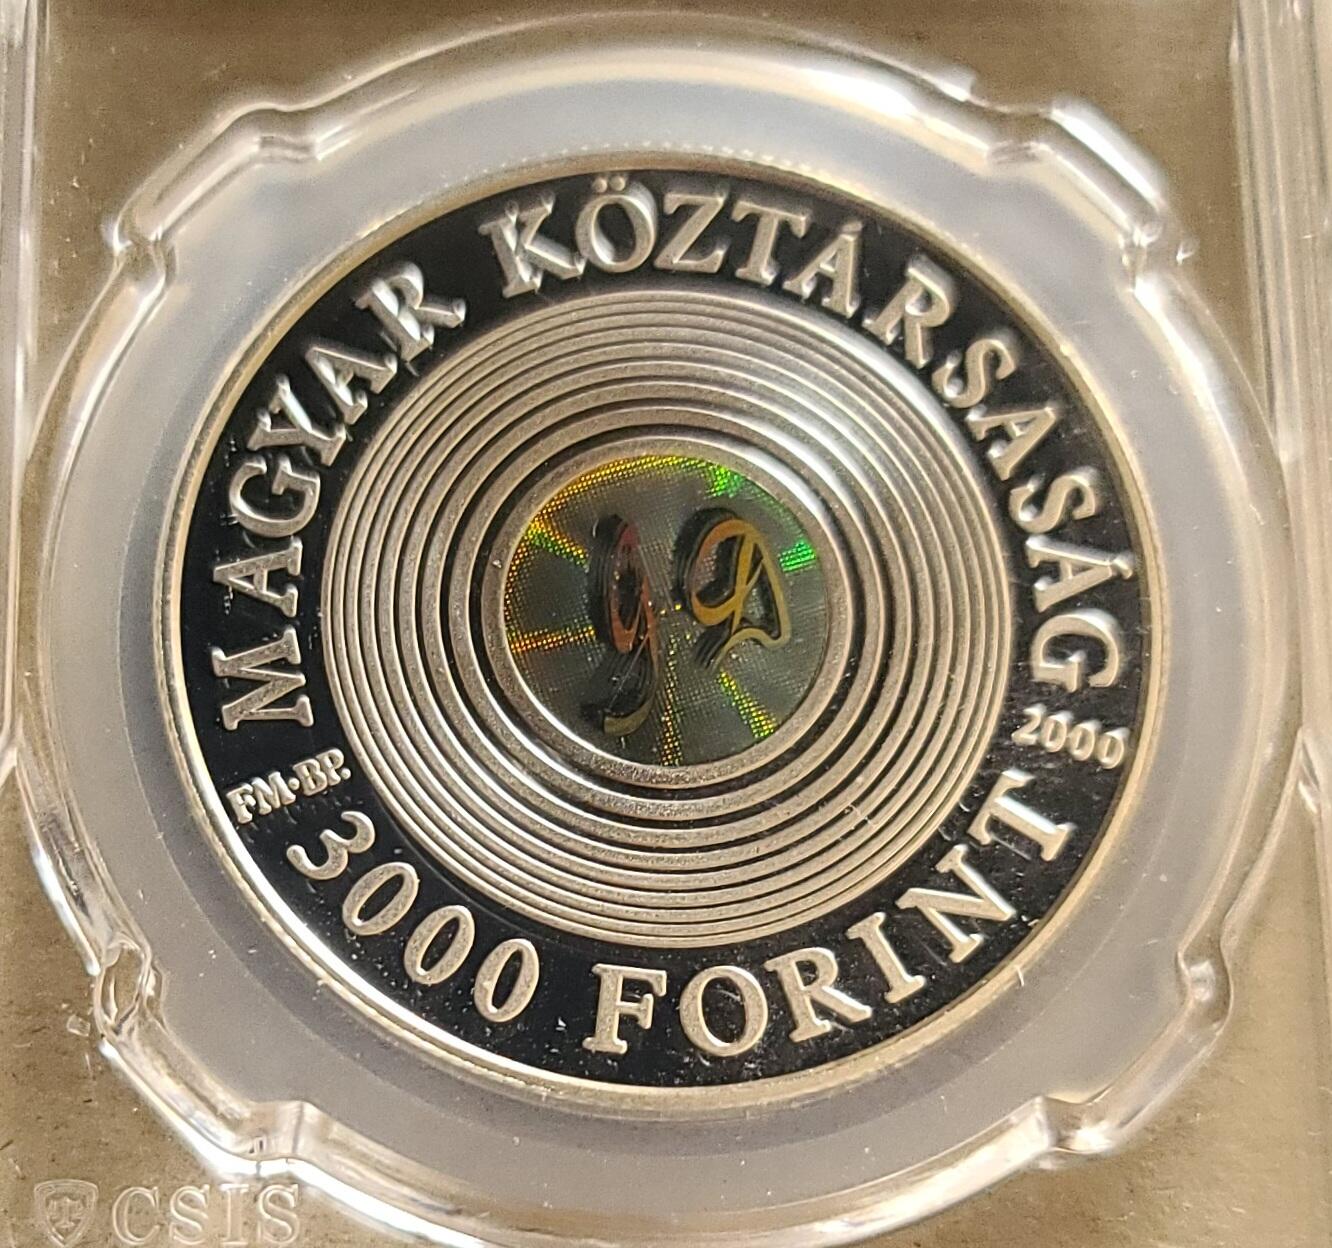 MAGYAR KÖZTÁRSASÁG
2000
FM•BP.
3000 FORINT
CSIS